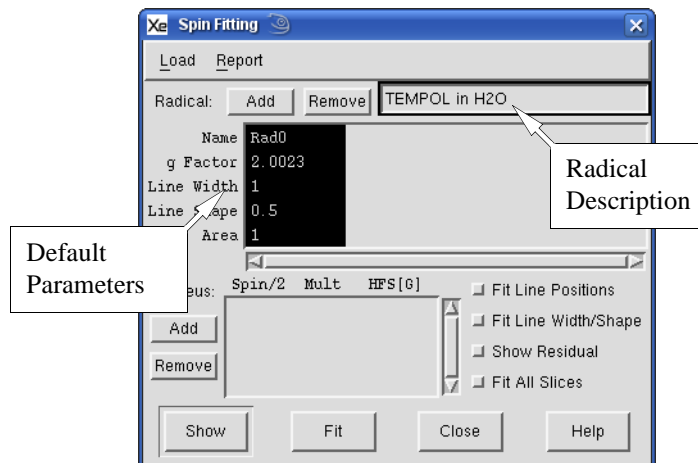 Xe Spin Fitting
Load Report
Radical: Add Remove TEMPOL in H2O
Name Rad0
g Factor 2.0023
Line Width 1
Line Shape 0.5
Area 1
Radical
Description
Default
Parameters
eus: Spin/2 Mult HFS[G]
Add
Remove
Fit Line Positions
Fit Line Width/Shape
Show Residual
Fit All Slices
Show Fit Close Help